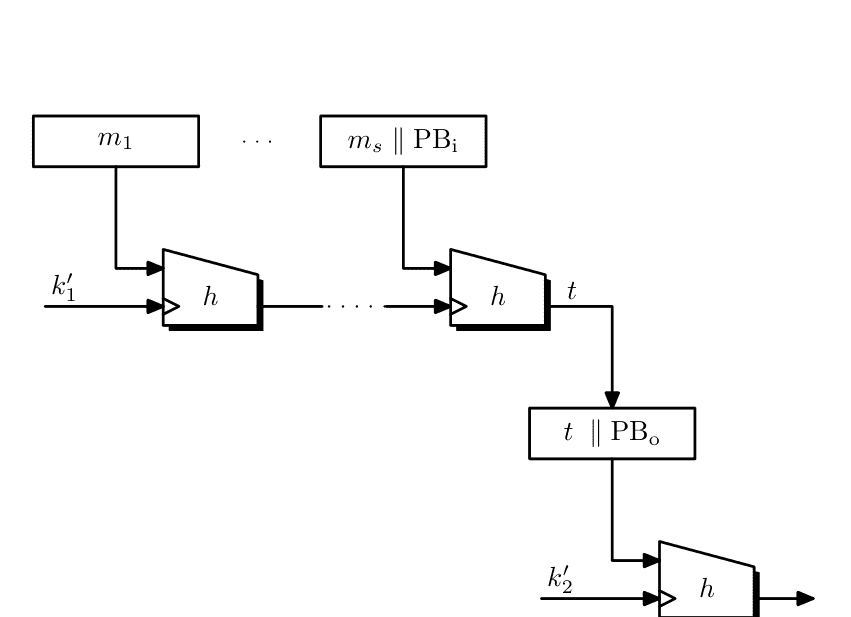 m₁ · · · mₛ ∥ PBᵢ
k′₁ h · · · · h t
t ∥ PBₒ
k′₂ h